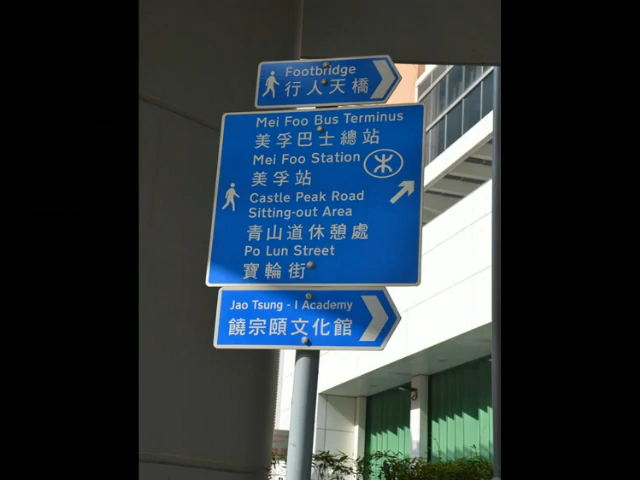 Footbridge
行人天橋
Mei Foo Bus Terminus
美孚巴士總站
Mei Foo Station
美孚站
Castle Peak Road
Sitting-out Area
青山道休憩處
Po Lun Street
寶輪街
Jao Tsung - I Academy
饒宗頤文化館